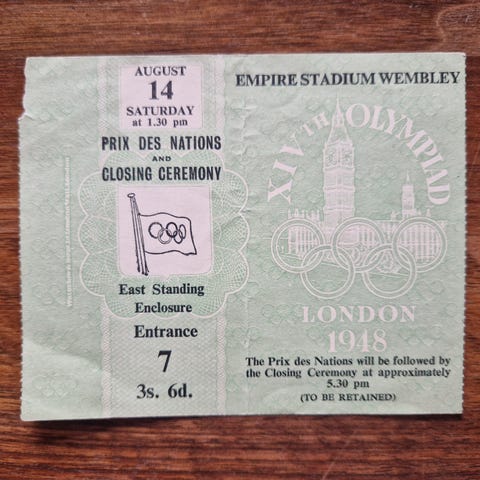 AUGUST
14
SATURDAY
at 1.30 pm
PRIX DES NATIONS
AND
CLOSING CEREMONY
East Standing
Enclosure
Entrance
7
3s. 6d.
EMPIRE STADIUM WEMBLEY
XIVTH OLYMPIAD
LONDON
1948
The Prix des Nations will be followed by
the Closing Ceremony at approximately
5.30 pm
(TO BE RETAINED)